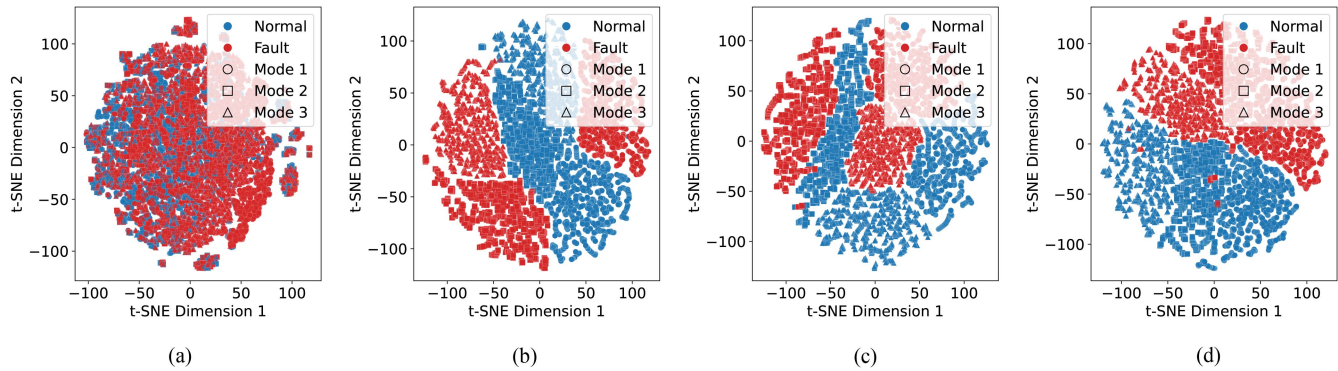 Normal
Fault
Mode 1
Mode 2
Mode 3
t-SNE Dimension 2
100
50
0
−50
−100
−100 −50 0 50 100
t-SNE Dimension 1
(a)
Normal
Fault
Mode 1
Mode 2
Mode 3
t-SNE Dimension 2
100
50
0
−50
−100
−100 −50 0 50 100
t-SNE Dimension 1
(b)
Normal
Fault
Mode 1
Mode 2
Mode 3
t-SNE Dimension 2
100
50
0
−50
−100
−100 −50 0 50 100
t-SNE Dimension 1
(c)
Normal
Fault
Mode 1
Mode 2
Mode 3
t-SNE Dimension 2
100
50
0
−50
−100
−100 −50 0 50 100
t-SNE Dimension 1
(d)